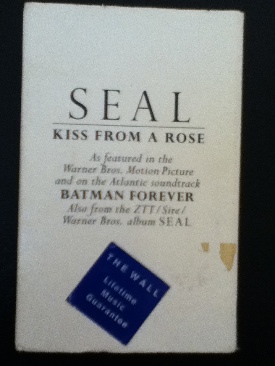 SEAL
KISS FROM A ROSE
As featured in the
Warner Bros. Motion Picture
and on the Atlantic soundtrack
BATMAN FOREVER
Also from the ZTT / Sire /
Warner Bros. album SEAL
THE WALL
Lifetime
Music
Guarantee